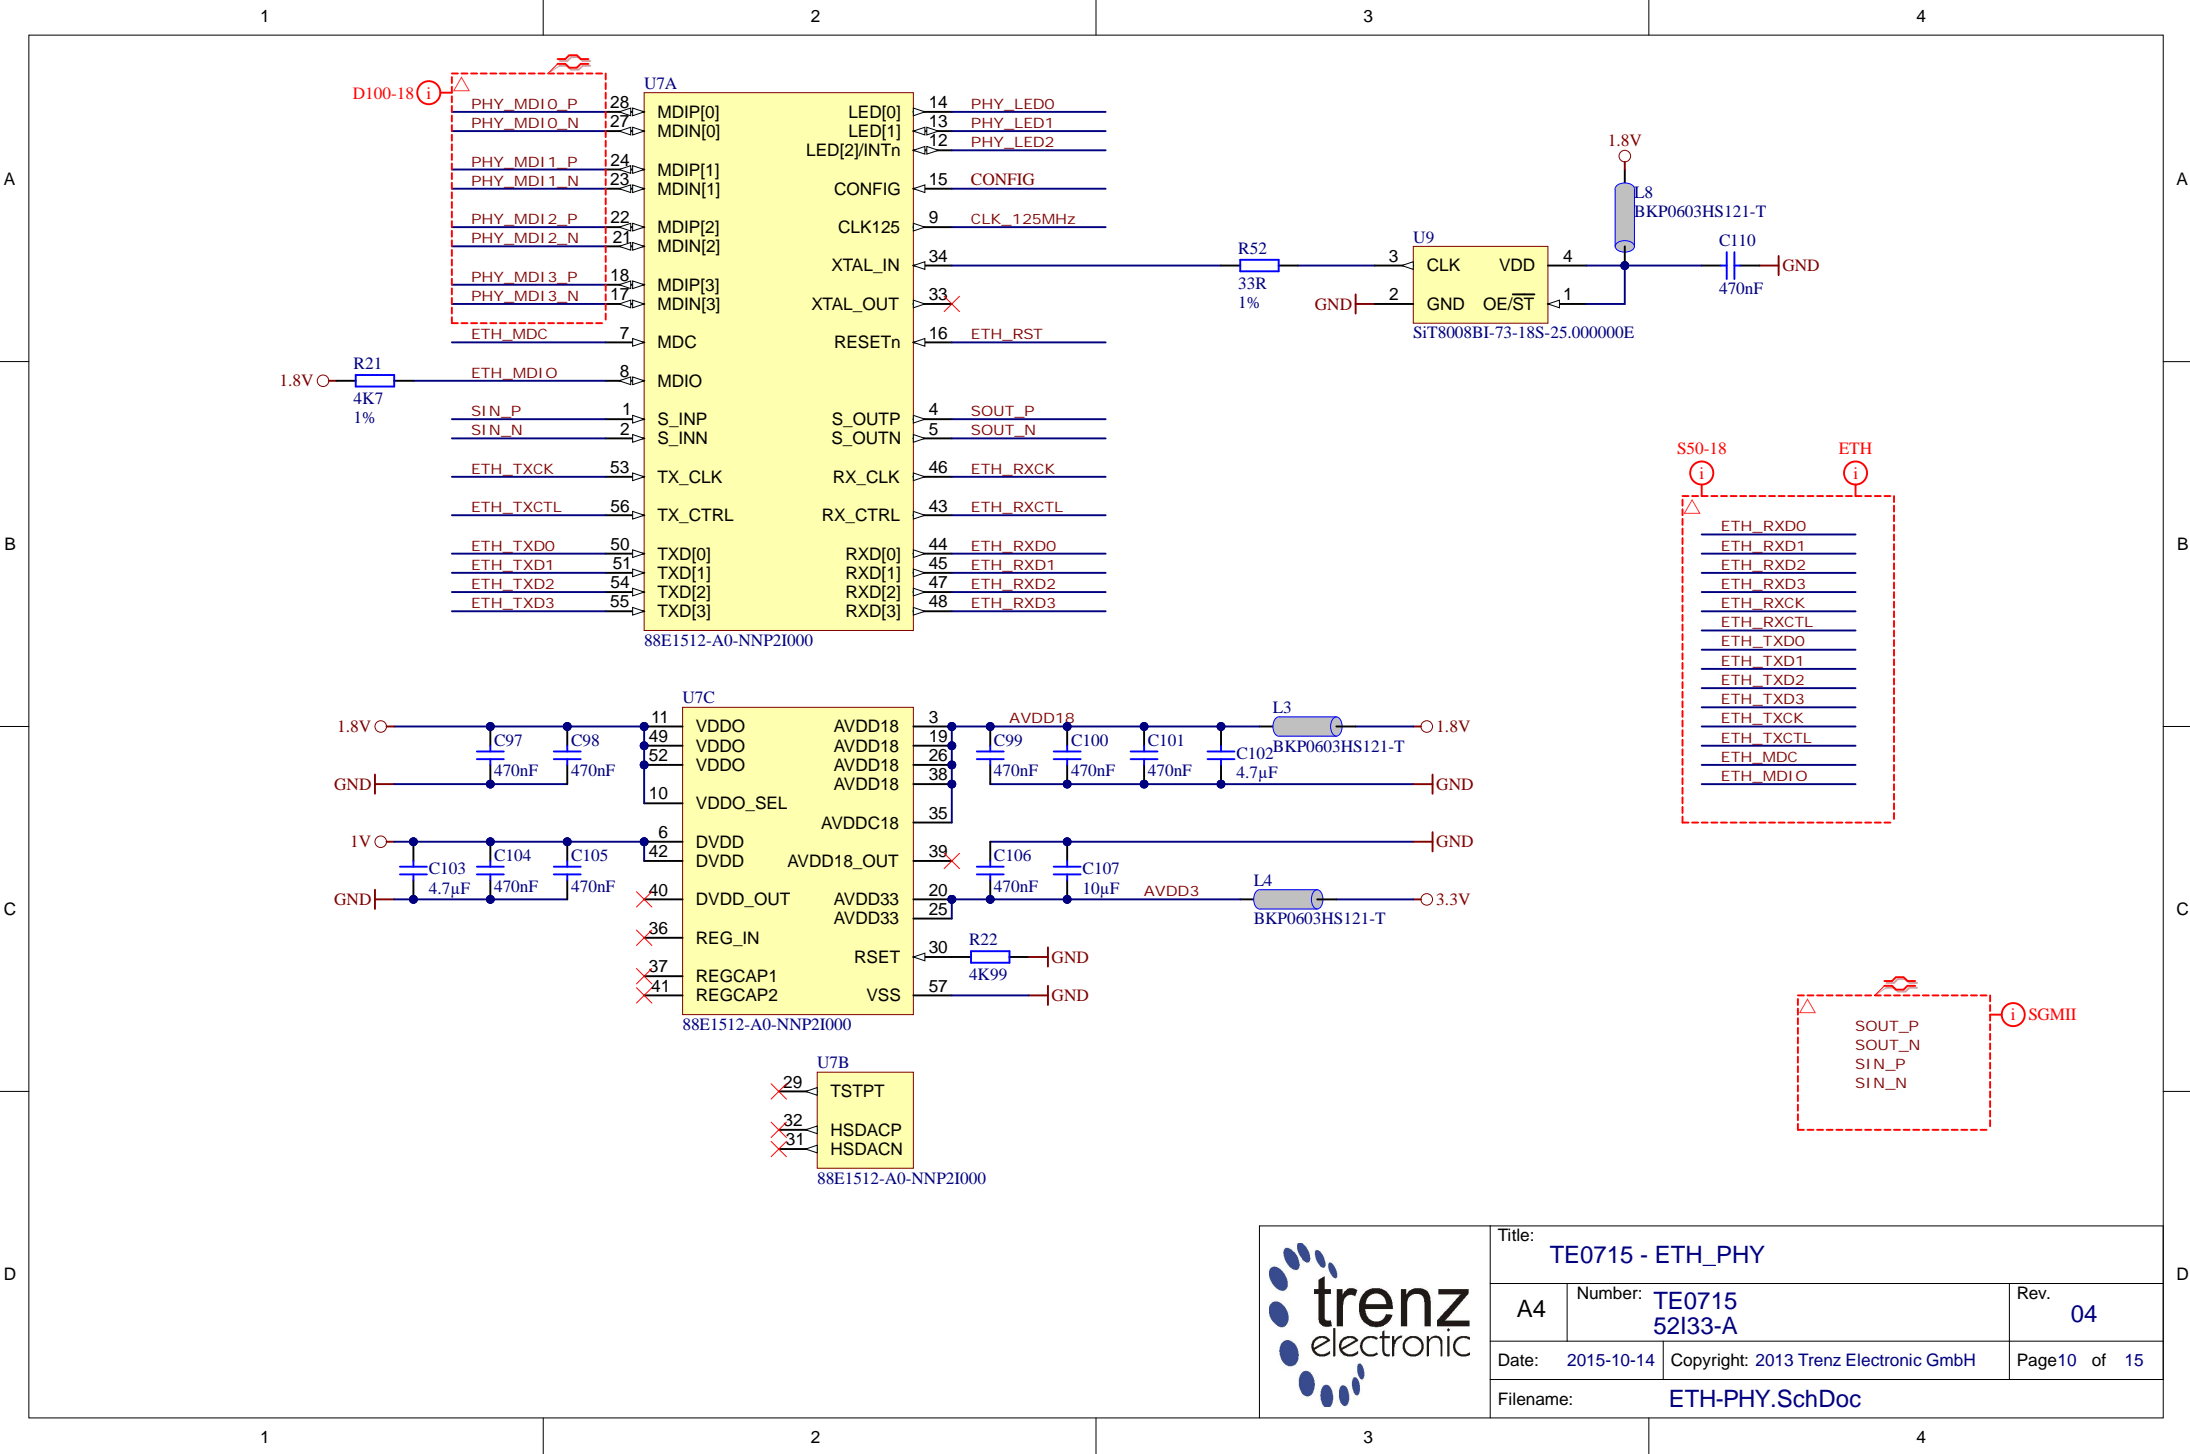 1 2 3 4
A A
B B
C C
D D
1 2 3 4
D100-18 i
PHY_MDI0_P 28
PHY_MDI0_N 27
PHY_MDI1_P 24
PHY_MDI1_N 23
PHY_MDI2_P 22
PHY_MDI2_N 21
PHY_MDI3_P 18
PHY_MDI3_N 17
ETH_MDC 7
1.8V R21 4K7 1% ETH_MDIO 8
SIN_P 1
SIN_N 2
ETH_TXCK 53
ETH_TXCTL 56
ETH_TXD0 50
ETH_TXD1 51
ETH_TXD2 54
ETH_TXD3 55
U7A
MDIP[0] LED[0]
MDIN[0] LED[1]
LED[2]/INTn
MDIP[1]
MDIN[1] CONFIG
MDIP[2] CLK125
MDIN[2]
XTAL_IN
MDIP[3]
MDIN[3] XTAL_OUT
MDC RESETn
MDIO
S_INP S_OUTP
S_INN S_OUTN
TX_CLK RX_CLK
TX_CTRL RX_CTRL
TXD[0] RXD[0]
TXD[1] RXD[1]
TXD[2] RXD[2]
TXD[3] RXD[3]
88E1512-A0-NNP2I000
14 PHY_LED0
13 PHY_LED1
12 PHY_LED2
15 CONFIG
9 CLK_125MHz
34
33
16 ETH_RST
4 SOUT_P
5 SOUT_N
46 ETH_RXCK
43 ETH_RXCTL
44 ETH_RXD0
45 ETH_RXD1
47 ETH_RXD2
48 ETH_RXD3
R52
33R
1%
U9
3 CLK VDD 4
GND 2 GND OE/ST 1
SiT8008BI-73-18S-25.000000E
1.8V
L8
BKP0603HS121-T
C110
470nF
GND
S50-18 ETH
i i
ETH_RXD0
ETH_RXD1
ETH_RXD2
ETH_RXD3
ETH_RXCK
ETH_RXCTL
ETH_TXD0
ETH_TXD1
ETH_TXD2
ETH_TXD3
ETH_TXCK
ETH_TXCTL
ETH_MDC
ETH_MDIO
U7C
1.8V
C97 C98
470nF 470nF
GND
1V
C103 C104 C105
4.7µF 470nF 470nF
GND
11 VDDO AVDD18 3
49 VDDO AVDD18 19
52 VDDO AVDD18 26
AVDD18 38
10 VDDO_SEL
AVDDC18 35
6 DVDD
42 DVDD AVDD18_OUT 39
40 DVDD_OUT AVDD33 20
AVDD33 25
36 REG_IN
RSET 30
37 REGCAP1
41 REGCAP2 VSS 57
88E1512-A0-NNP2I000
AVDD18
C99 C100 C101 C102
470nF 470nF 470nF 4.7µF
L3
BKP0603HS121-T
1.8V
GND
GND
C106 C107
470nF 10µF
AVDD3
L4
BKP0603HS121-T
3.3V
R22
4K99
GND
GND
U7B
29 TSTPT
32 HSDACP
31 HSDACN
88E1512-A0-NNP2I000
i SGMII
SOUT_P
SOUT_N
SIN_P
SIN_N
trenz
electronic
Title:
TE0715 - ETH_PHY
A4
Number: TE0715
52I33-A
Rev.
04
Date: 2015-10-14 Copyright: 2013 Trenz Electronic GmbH Page10 of 15
Filename: ETH-PHY.SchDoc